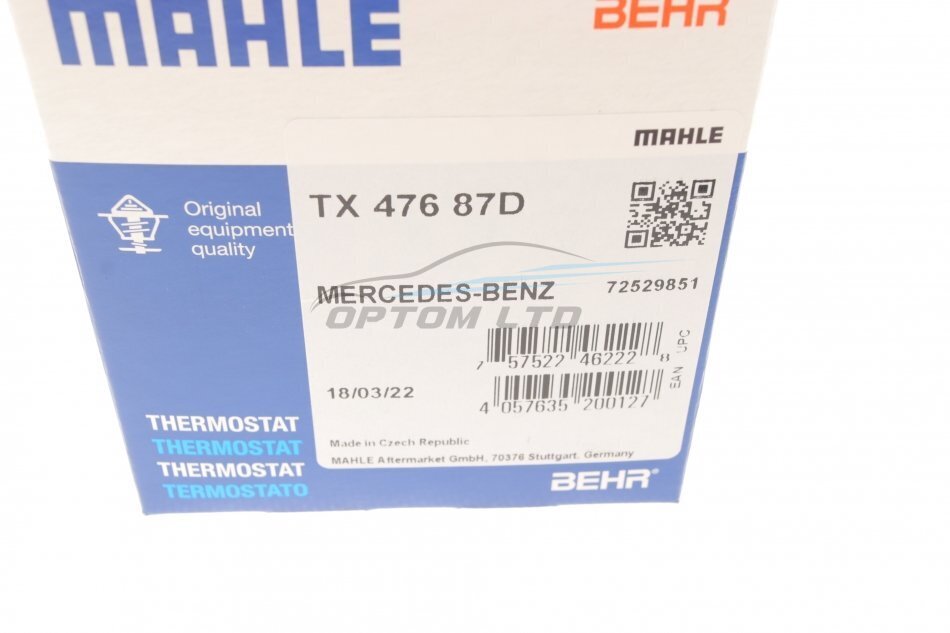 MAHLE
BEHR
MAHLE
TX 476 87D
Original
equipment
quality
MERCEDES-BENZ
72529851
OPTOM LTD
7 57522 46222 8
UPC
EAN
18/03/22
4 057635 200127
THERMOSTAT
THERMOSTAT
THERMOSTAT
TERMOSTATO
Made in Czech Republic
MAHLE Aftermarket GmbH, 70376 Stuttgart, Germany
BEHR®